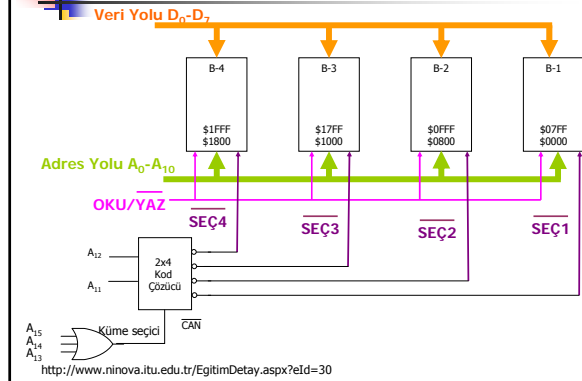 Veri Yolu D0-D7
B-4
$1FFF
$1800
B-3
$17FF
$1000
B-2
$0FFF
$0800
B-1
$07FF
$0000
Adres Yolu A0-A10
OKU/YAZ
SEÇ4
SEÇ3
SEÇ2
SEÇ1
A12
A11
2x4
Kod
Çözücü
A15
A14
A13
Küme seçici
CAN
http://www.ninova.itu.edu.tr/EgitimDetay.aspx?eId=30